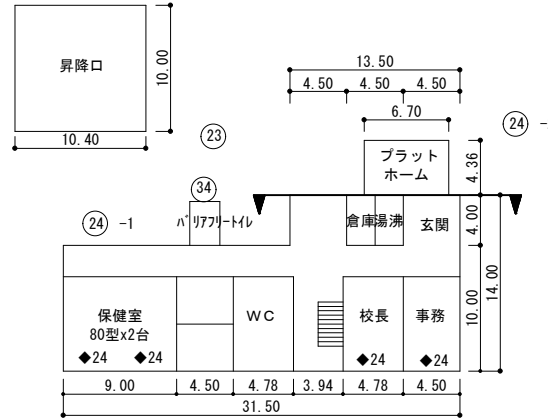 昇降口
10.00
10.40
13.50
4.50 4.50 4.50
6.70
23
24
プラット
ホーム
4.36
34
24 -1
バリアフリートイレ
倉庫
湯沸
玄関
4.00
10.00
14.00
保健室
80型x2台
WC
校長
事務
◆24 ◆24 ◆24 ◆24
9.00 4.50 4.78 3.94 4.78 4.50
31.50